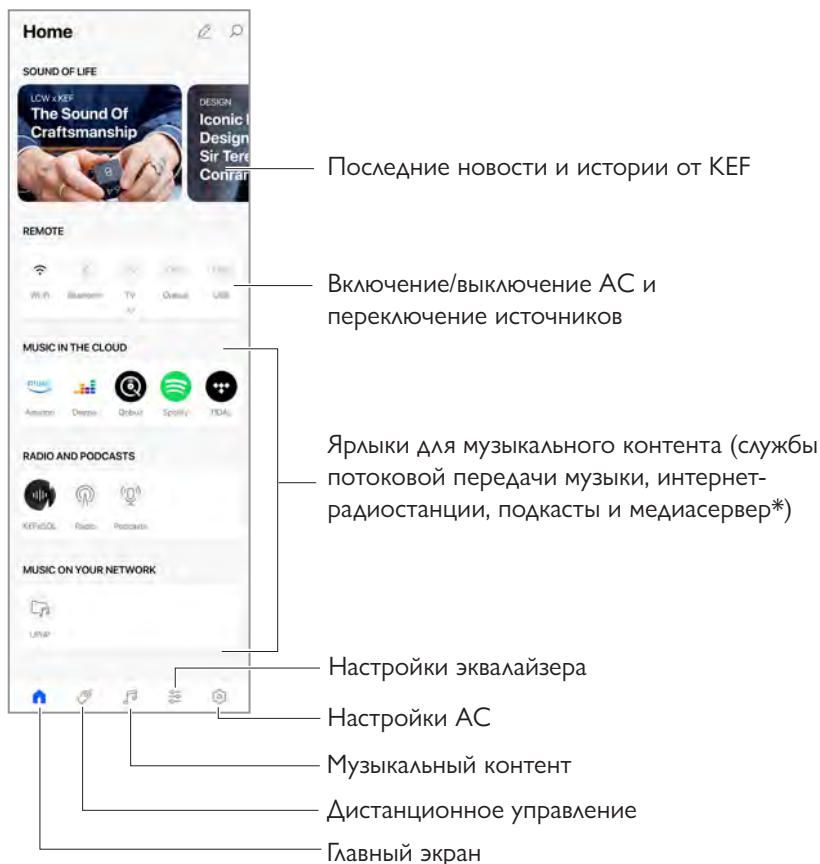 Home
SOUND OF LIFE
LCW x KEF
The Sound Of
Craftsmanship
DESIGN
Iconic
Design
Sir Tere
Conran
Последние новости и истории от KEF
REMOTE
Wi-Fi Bluetooth TV Optical USB
Включение/выключение АС и
переключение источников
MUSIC IN THE CLOUD
Amazon Deezer Qobuz Spotify TIDAL
Ярлыки для музыкального контента (службы
потоковой передачи музыки, интернет-
радиостанции, подкасты и медиасервер*)
RADIO AND PODCASTS
KEFxSOL Radio Podcasts
MUSIC ON YOUR NETWORK
UPNP
Настройки эквалайзера
Настройки АС
Музыкальный контент
Дистанционное управление
Главный экран